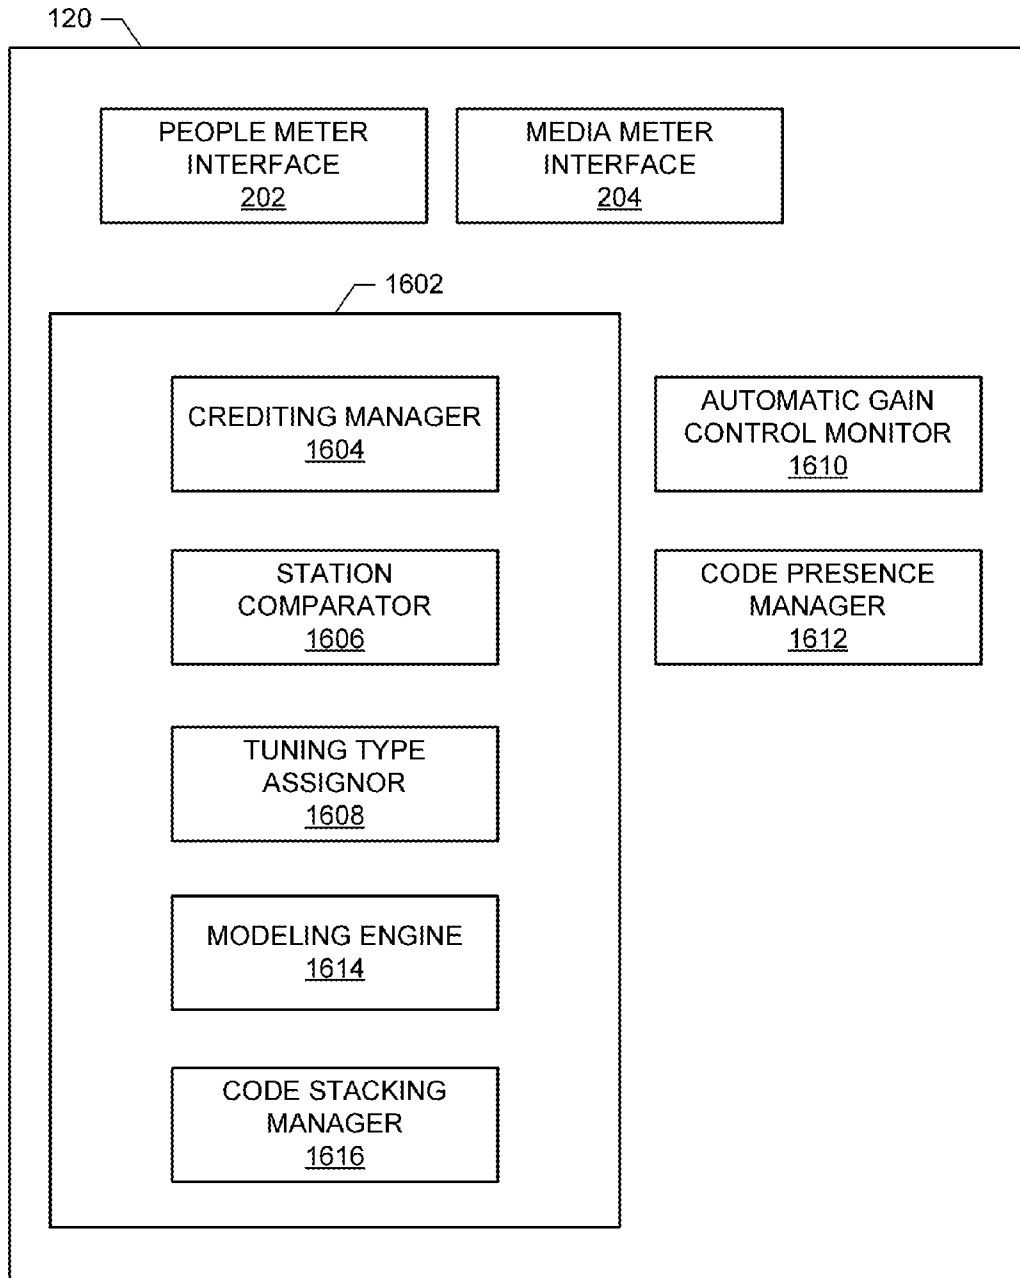 120
PEOPLE METER
INTERFACE
202
MEDIA METER
INTERFACE
204
1602
CREDITING MANAGER
1604
AUTOMATIC GAIN
CONTROL MONITOR
1610
STATION
COMPARATOR
1606
CODE PRESENCE
MANAGER
1612
TUNING TYPE
ASSIGNOR
1608
MODELING ENGINE
1614
CODE STACKING
MANAGER
1616